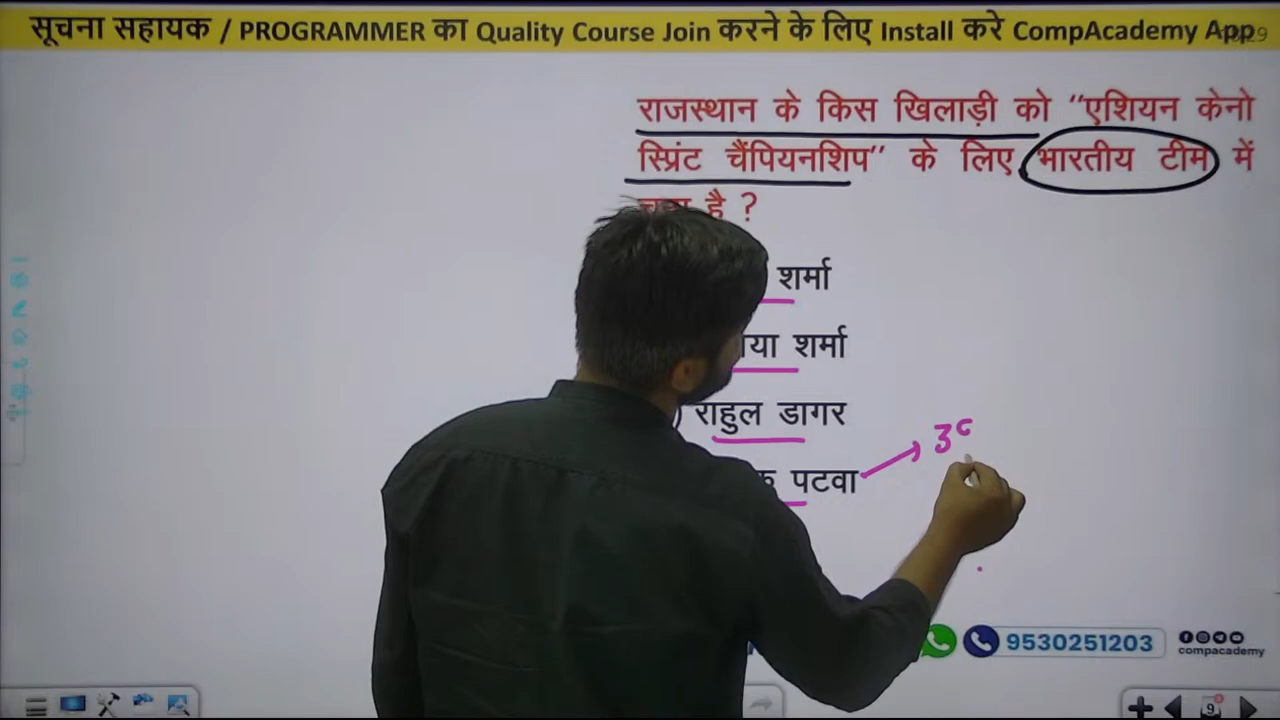 सूचना सहायक / PROGRAMMER का Quality Course Join करने के लिए Install करे CompAcademy App
राजस्थान के किस खिलाड़ी को "एशियन केनो
स्प्रिंट चैंपियनशिप" के लिए भारतीय टीम में
है ?
शर्मा
शर्मा
राहुल डागर
पटवा
9530251203
compacademy
9